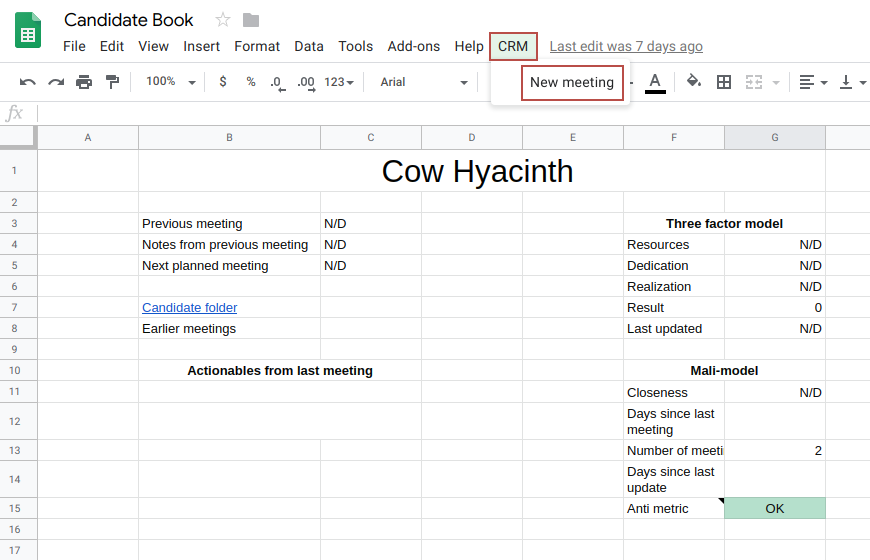 Candidate Book
File Edit View Insert Format Data Tools Add-ons Help CRM Last edit was 7 days ago
100% $ % .0 .00 123 Arial New meeting A
fx
A B C D E F G
1 Cow Hyacinth
2
3 Previous meeting N/D Three factor model
4 Notes from previous meeting N/D Resources N/D
5 Next planned meeting N/D Dedication N/D
6 Realization N/D
7 Candidate folder Result 0
8 Earlier meetings Last updated N/D
9
10 Actionables from last meeting Mali-model
11 Closeness N/D
12 Days since last
meeting
13 Number of meeti 2
14 Days since last
update
15 Anti metric OK
16
17